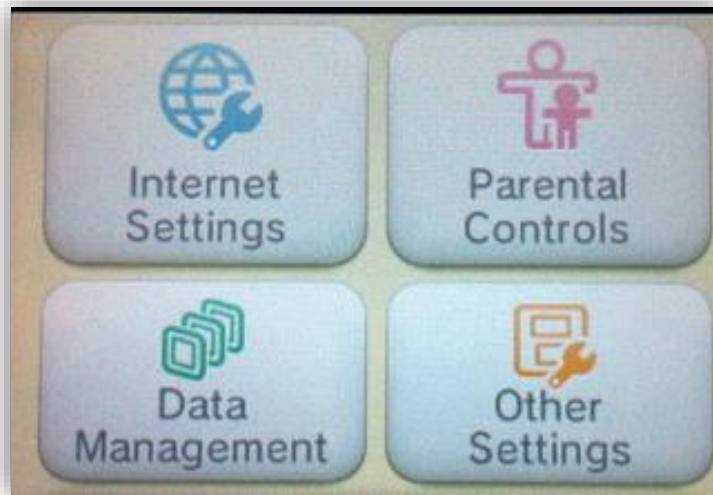 Internet
Settings
Parental
Controls
Data
Management
Other
Settings